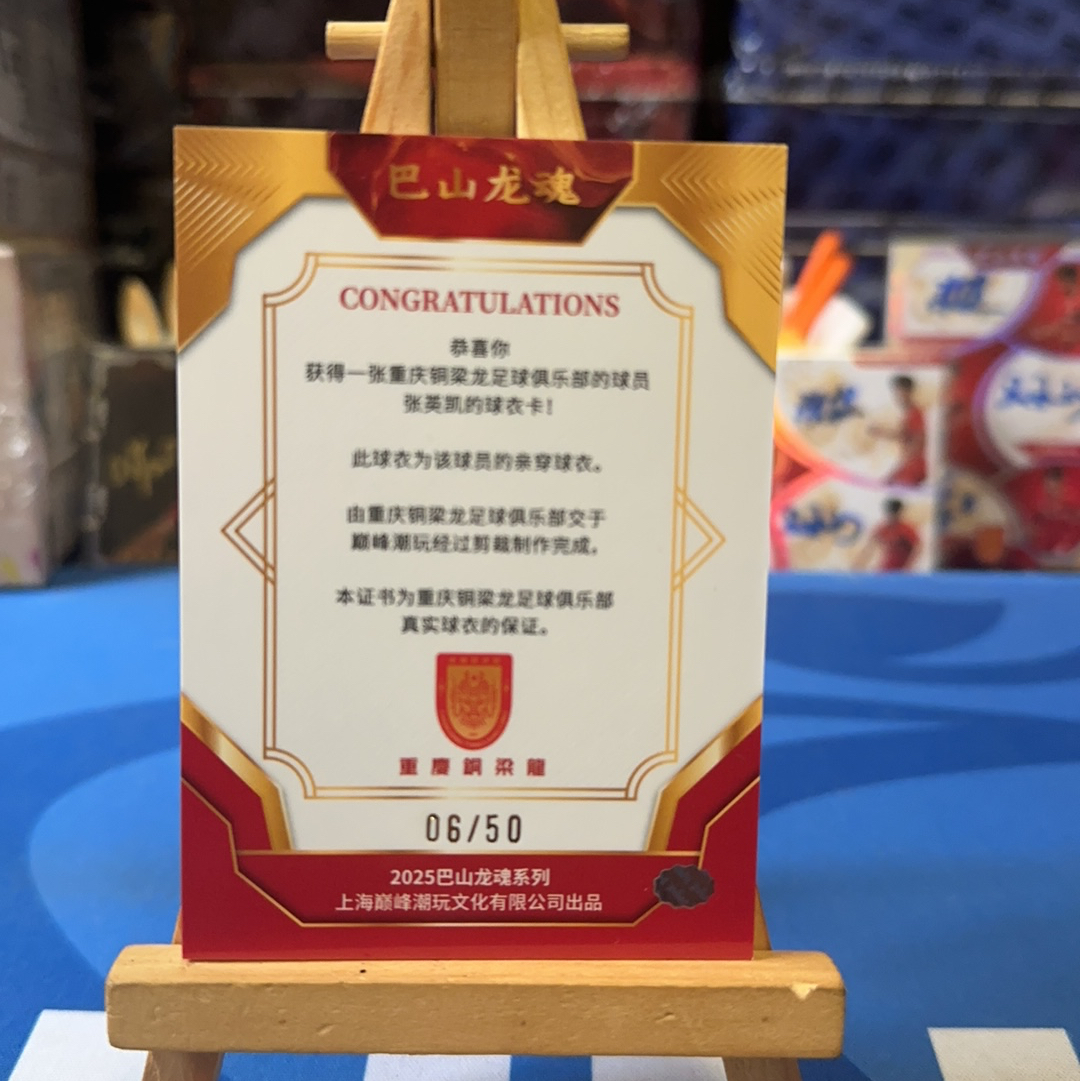 巴山龙魂
CONGRATULATIONS
恭喜你
获得一张重庆铜梁龙足球俱乐部的球员
张英凯的球衣卡！
此球衣为该球员的亲穿球衣。
由重庆铜梁龙足球俱乐部交于
巅峰潮玩经过剪裁制作完成。
本证书为重庆铜梁龙足球俱乐部
真实球衣的保证。
重慶銅梁龍
06/50
2025巴山龙魂系列
上海巅峰潮玩文化有限公司出品